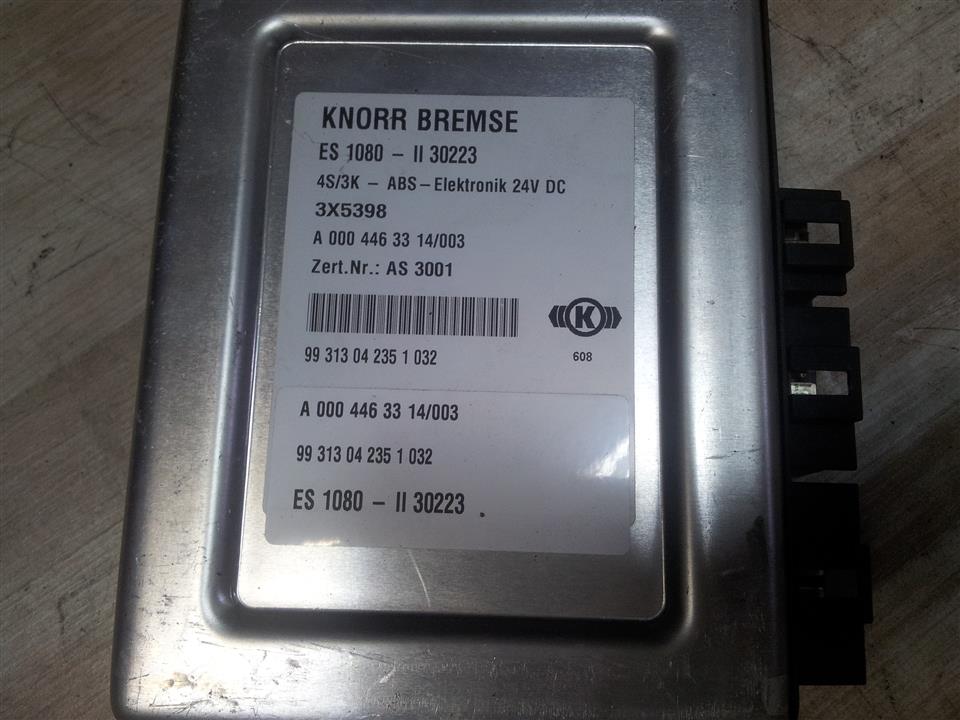 KNORR BREMSE
ES 1080 – II 30223
4S/3K – ABS – Elektronik 24V DC
3X5398
A 000 446 33 14/003
Zert.Nr.: AS 3001
K
99 313 04 235 1 032
608
A 000 446 33 14/003
99 313 04 235 1 032
ES 1080 – II 30223